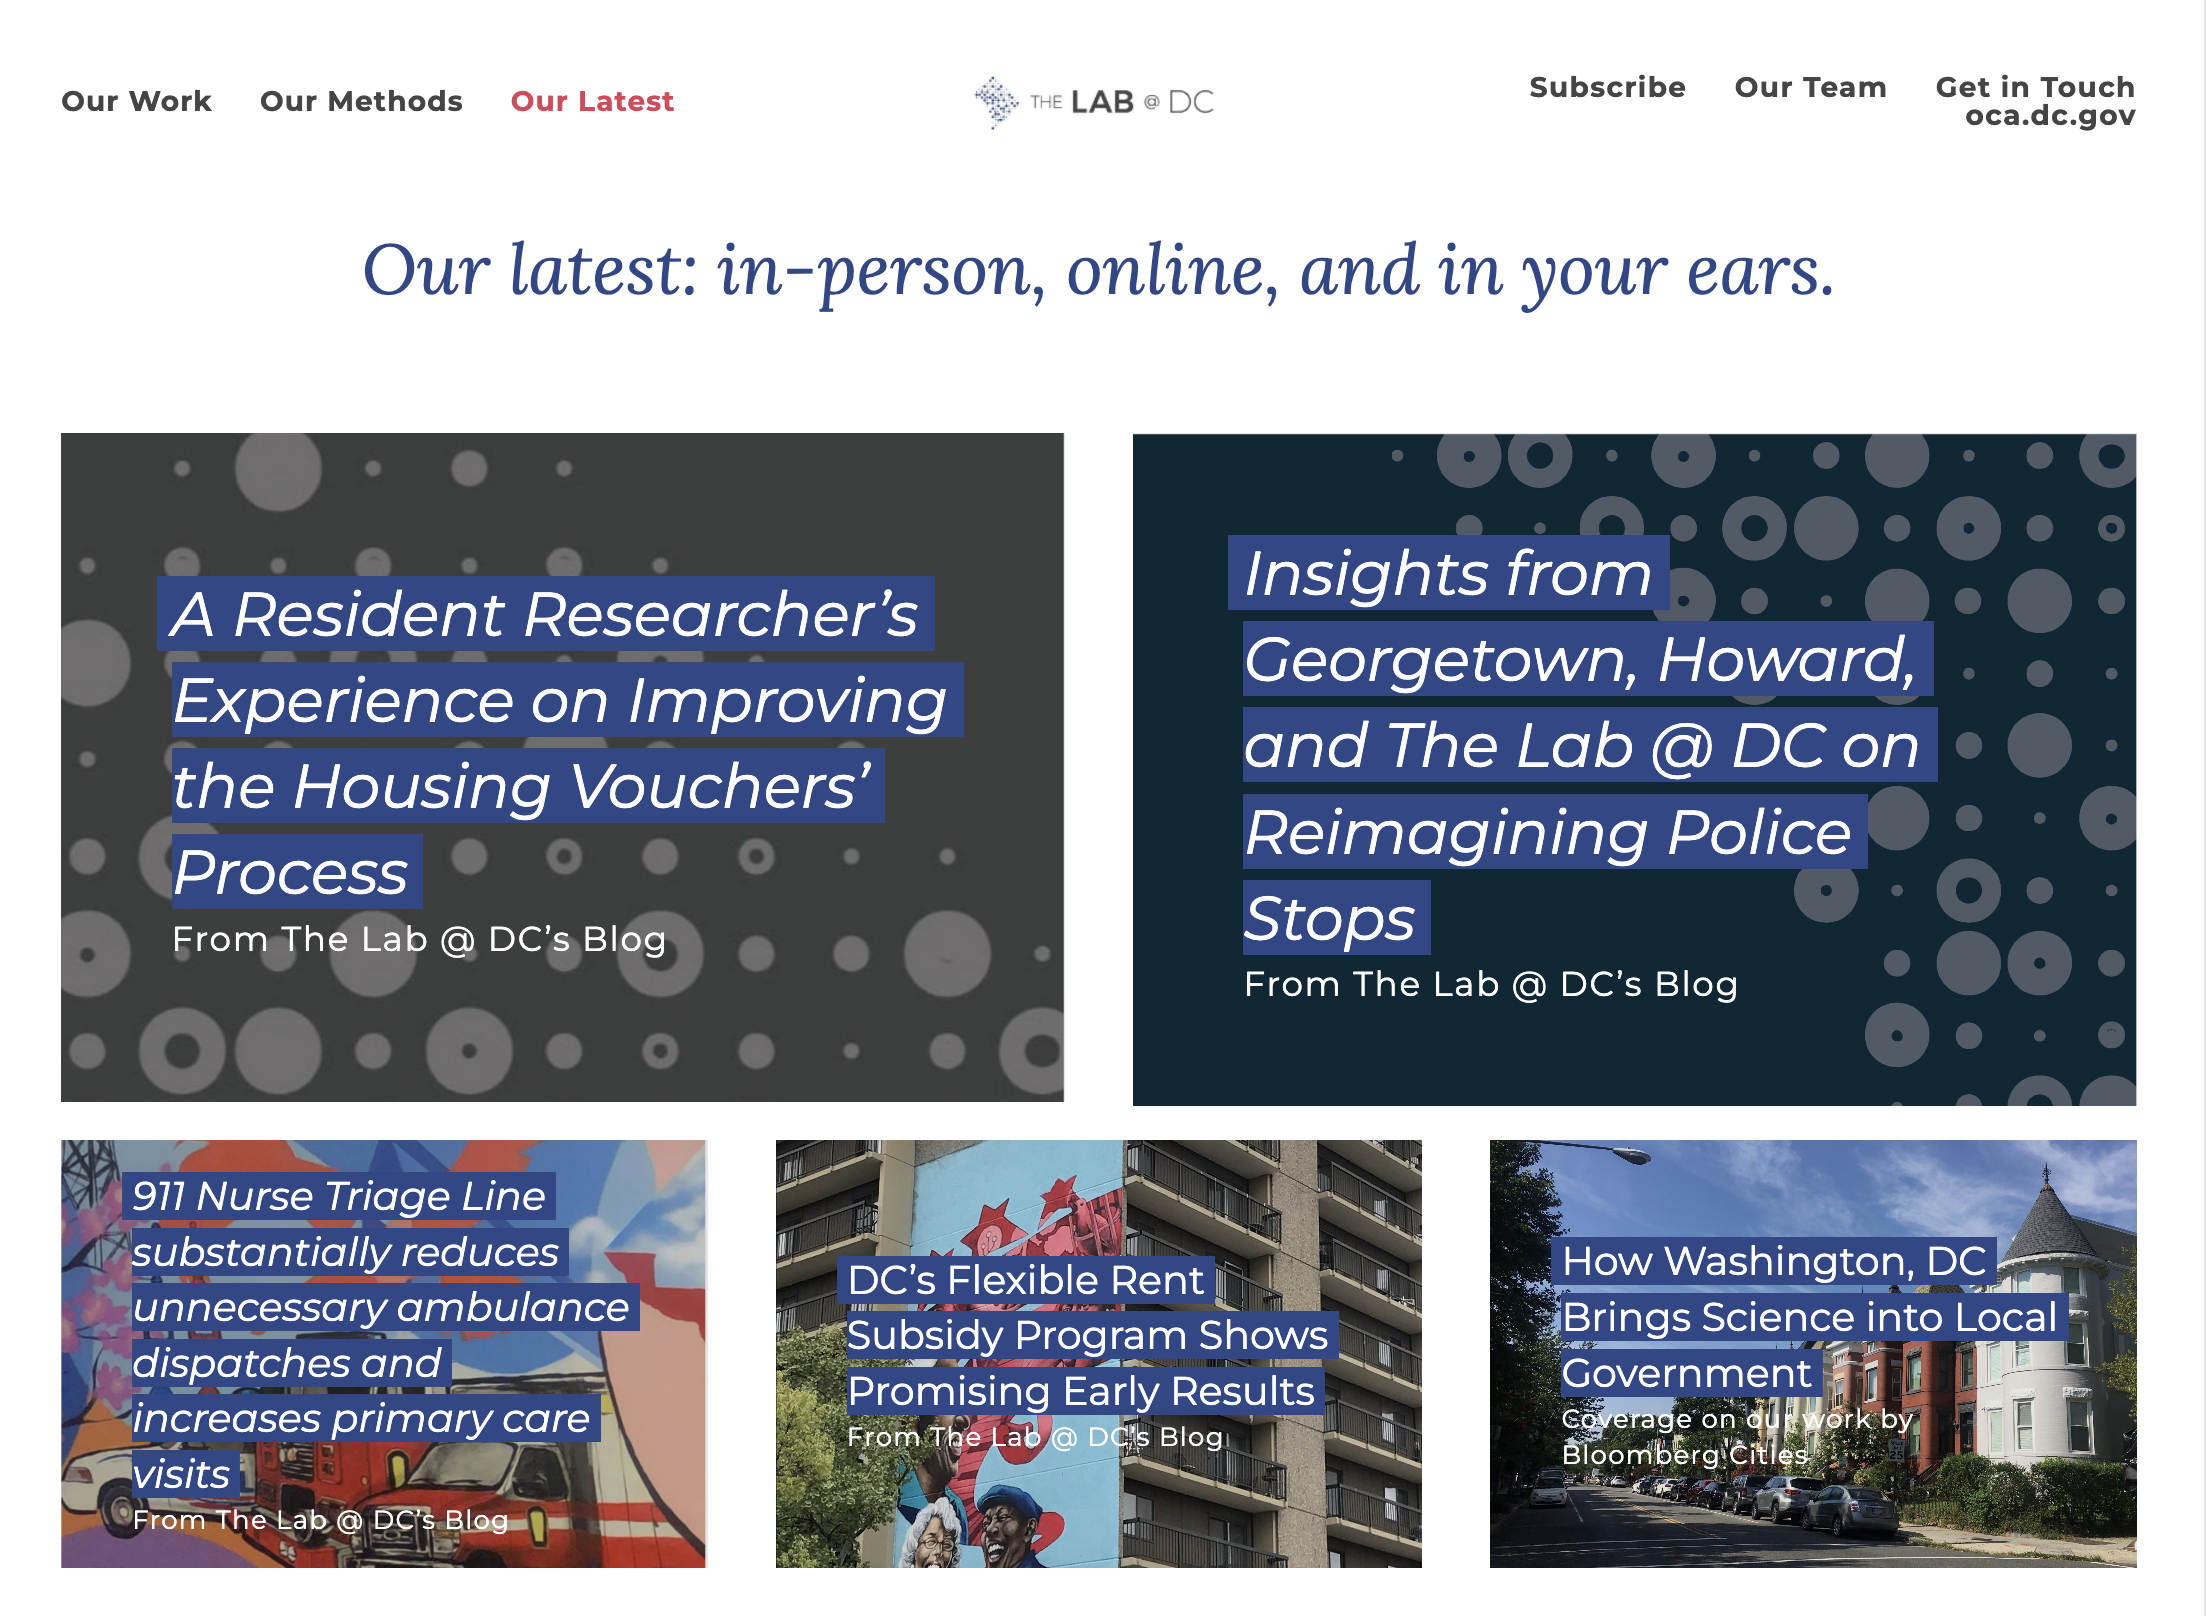 Our Work Our Methods Our Latest
THE LAB @ DC
Subscribe Our Team Get in Touch
oca.dc.gov
Our latest: in-person, online, and in your ears.
A Resident Researcher’s
Experience on Improving
the Housing Vouchers’
Process
From The Lab @ DC’s Blog
Insights from
Georgetown, Howard,
and The Lab @ DC on
Reimagining Police
Stops
From The Lab @ DC’s Blog
911 Nurse Triage Line
substantially reduces
unnecessary ambulance
dispatches and
increases primary care
visits
From The Lab @ DC’s Blog
DC’s Flexible Rent
Subsidy Program Shows
Promising Early Results
From The Lab @ DC’s Blog
How Washington, DC
Brings Science into Local
Government
Coverage on our work by
Bloomberg Cities
25